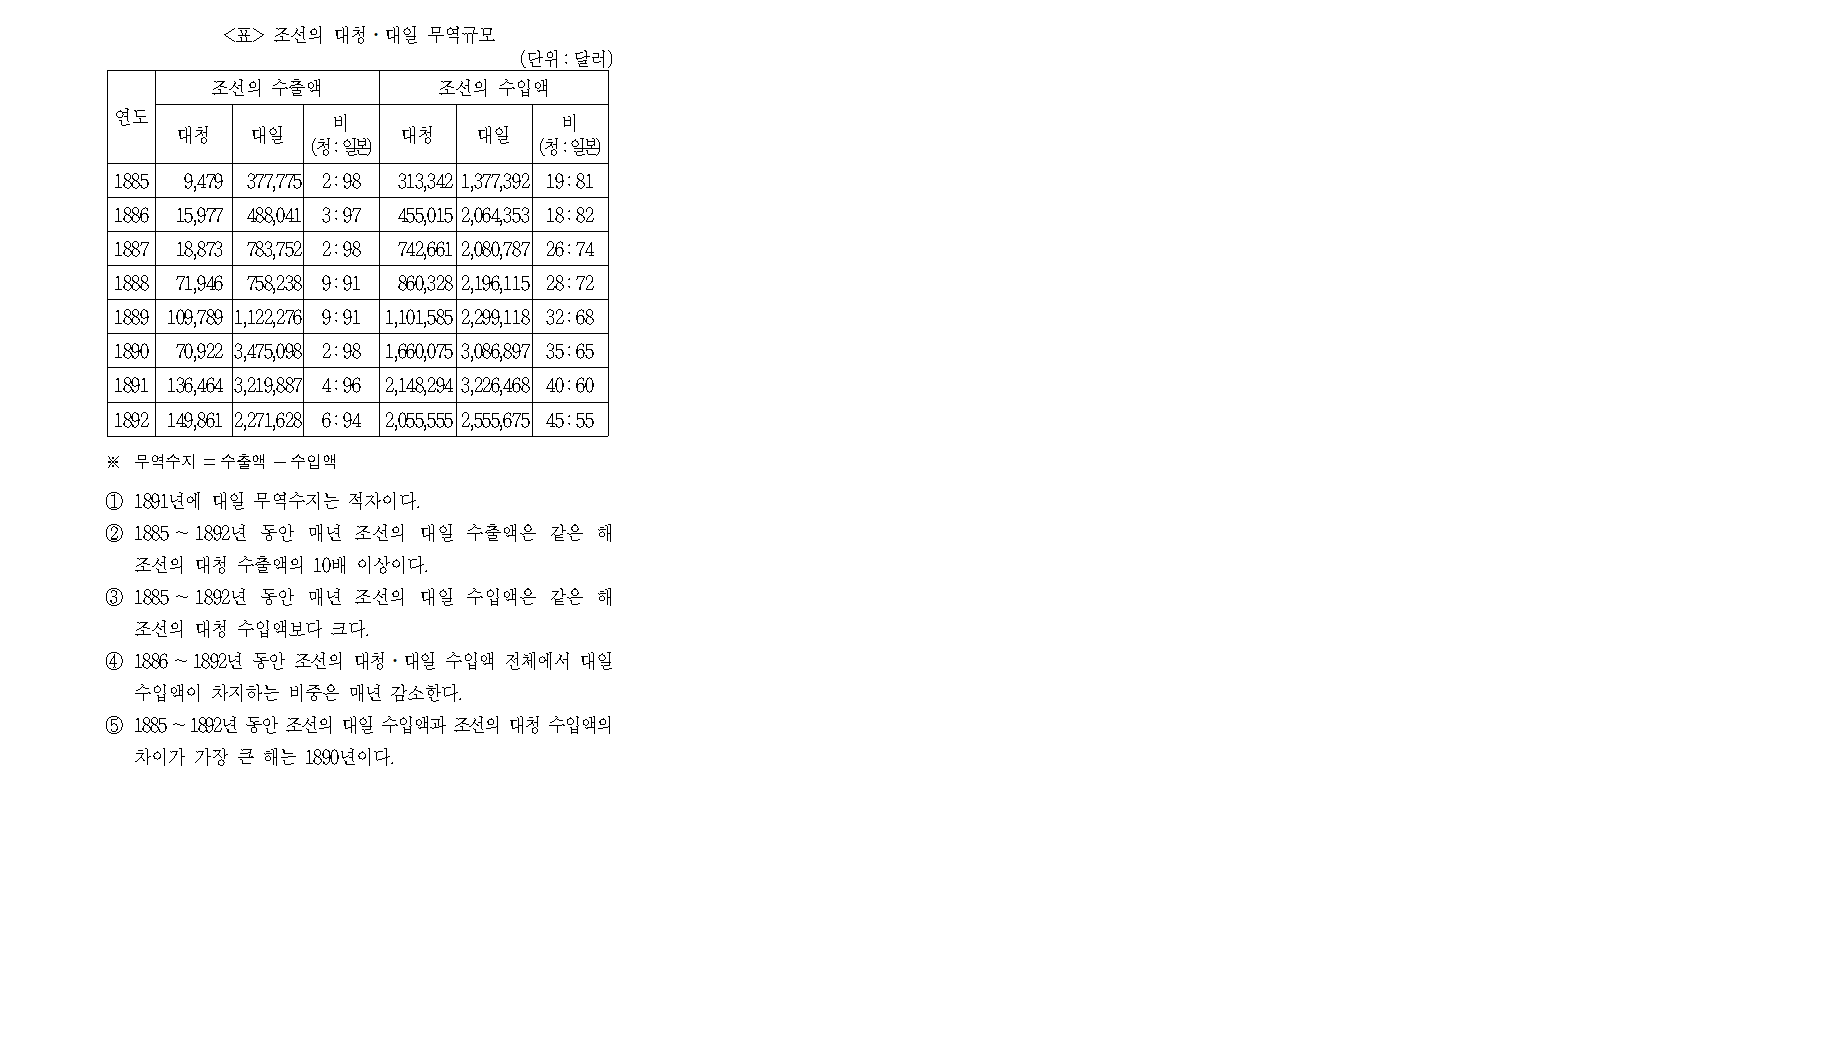 <표> 조선의 대청·대일 무역규모
(단위 : 달러)
연도 조선의 수출액 조선의 수입액
대청 대일 비 (청 : 일본) 대청 대일 비 (청 : 일본)
1885 9,479 377,775 2 : 98 313,342 1,377,392 19 : 81
1886 15,977 488,041 3 : 97 455,015 2,064,353 18 : 82
1887 18,873 783,752 2 : 98 742,661 2,080,787 26 : 74
1888 71,946 758,238 9 : 91 860,328 2,196,115 28 : 72
1889 109,789 1,122,276 9 : 91 1,101,585 2,299,118 32 : 68
1890 70,922 3,475,098 2 : 98 1,660,075 3,086,897 35 : 65
1891 136,464 3,219,887 4 : 96 2,148,294 3,226,468 40 : 60
1892 149,861 2,271,628 6 : 94 2,055,555 2,555,675 45 : 55
※ 무역수지 = 수출액 - 수입액
① 1891년에 대일 무역수지는 적자이다.
② 1885 ~ 1892년 동안 매년 조선의 대일 수출액은 같은 해
조선의 대청 수출액의 10배 이상이다.
③ 1885 ~ 1892년 동안 매년 조선의 대일 수입액은 같은 해
조선의 대청 수입액보다 크다.
④ 1886 ~ 1892년 동안 조선의 대청·대일 수입액 전체에서 대일
수입액이 차지하는 비중은 매년 감소한다.
⑤ 1885 ~ 1892년 동안 조선의 대일 수입액과 조선의 대청 수입액의
차이가 가장 큰 해는 1890년이다.